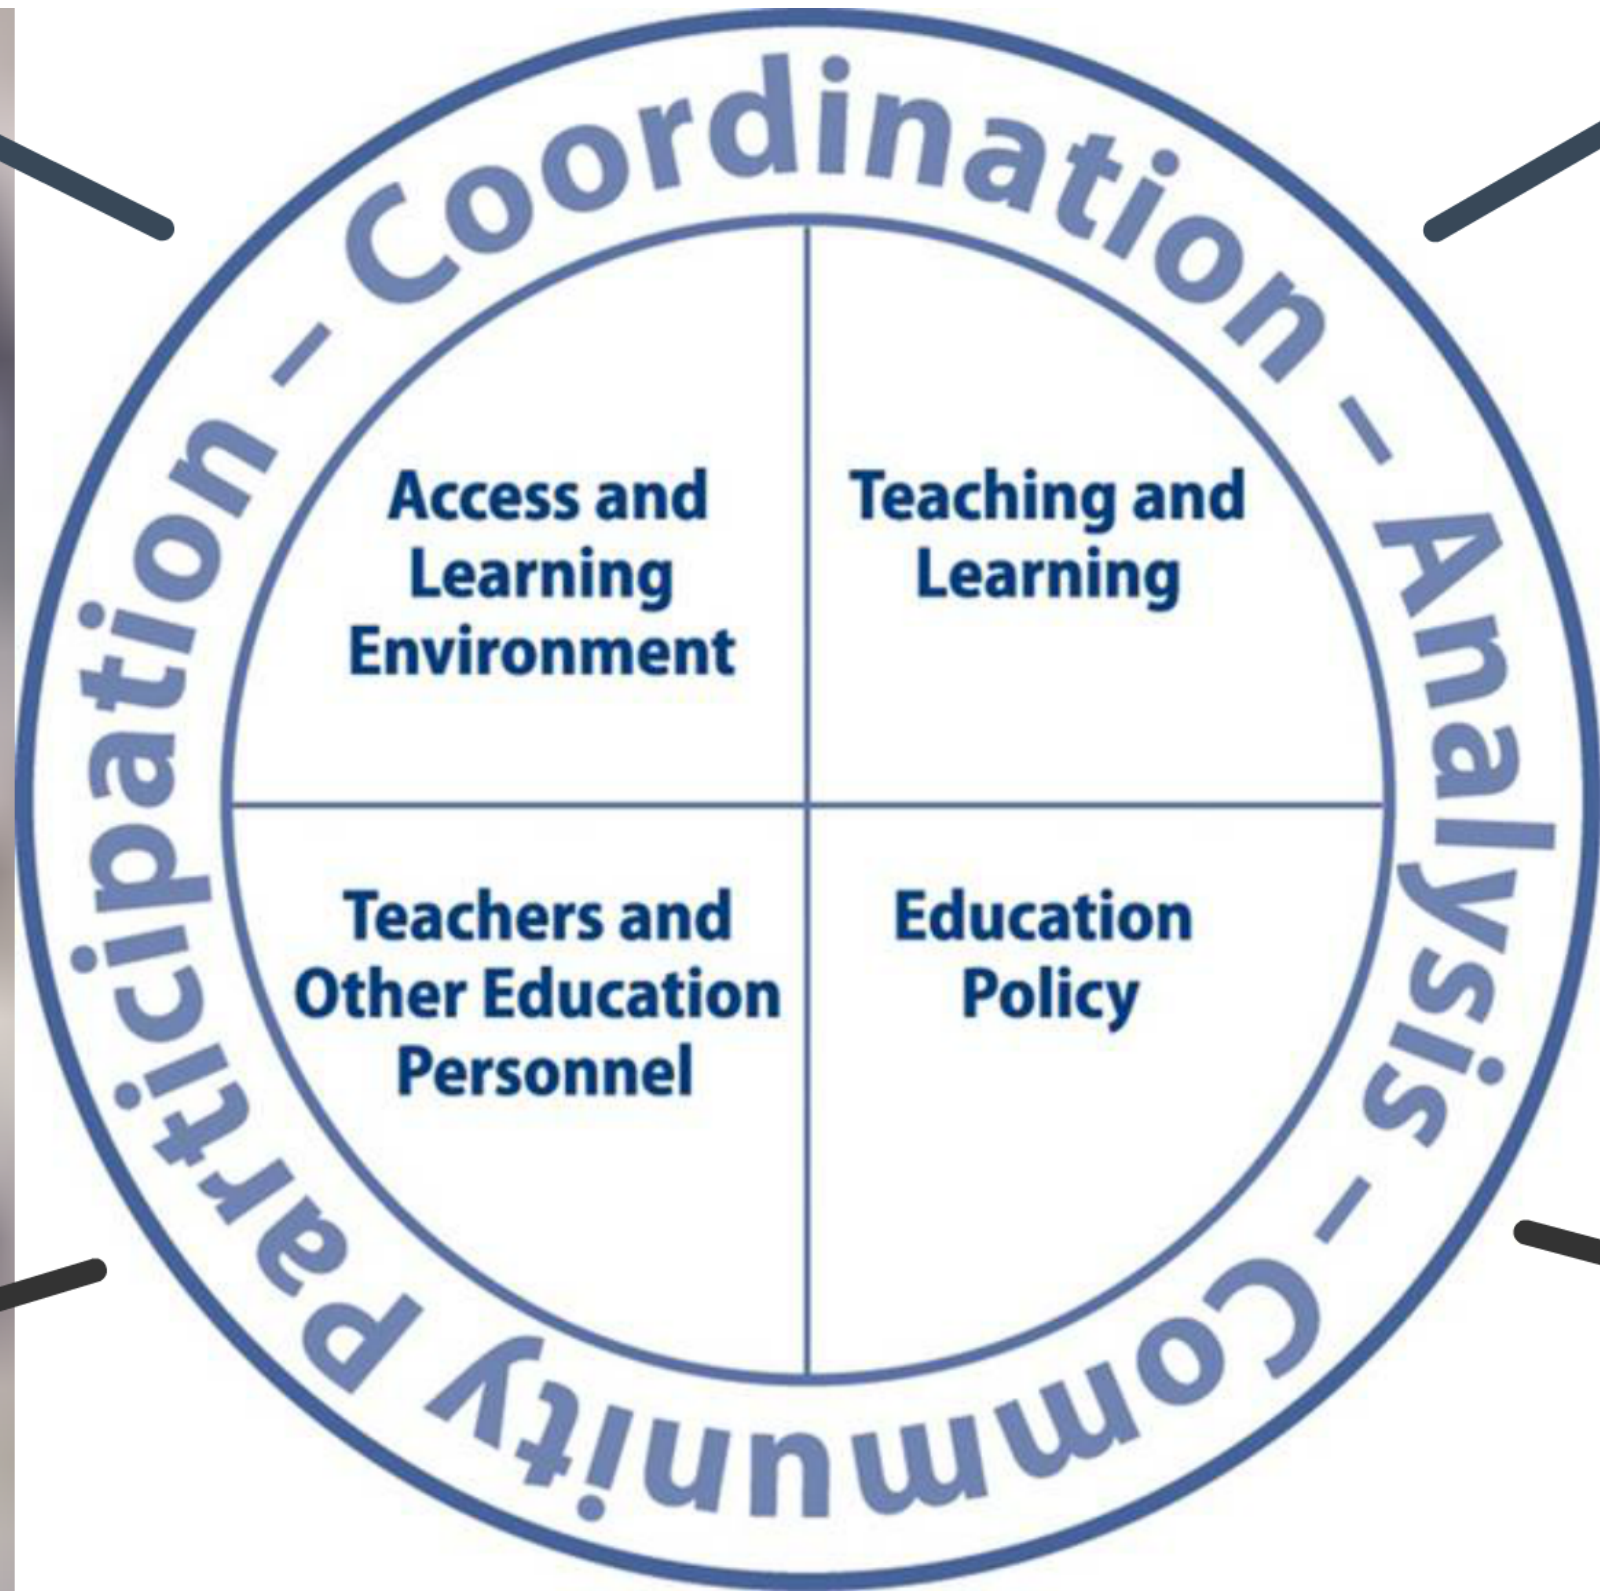 Coordination – Analysis – Community Participation –
Access and
Learning
Environment
Teaching and
Learning
Teachers and
Other Education
Personnel
Education
Policy